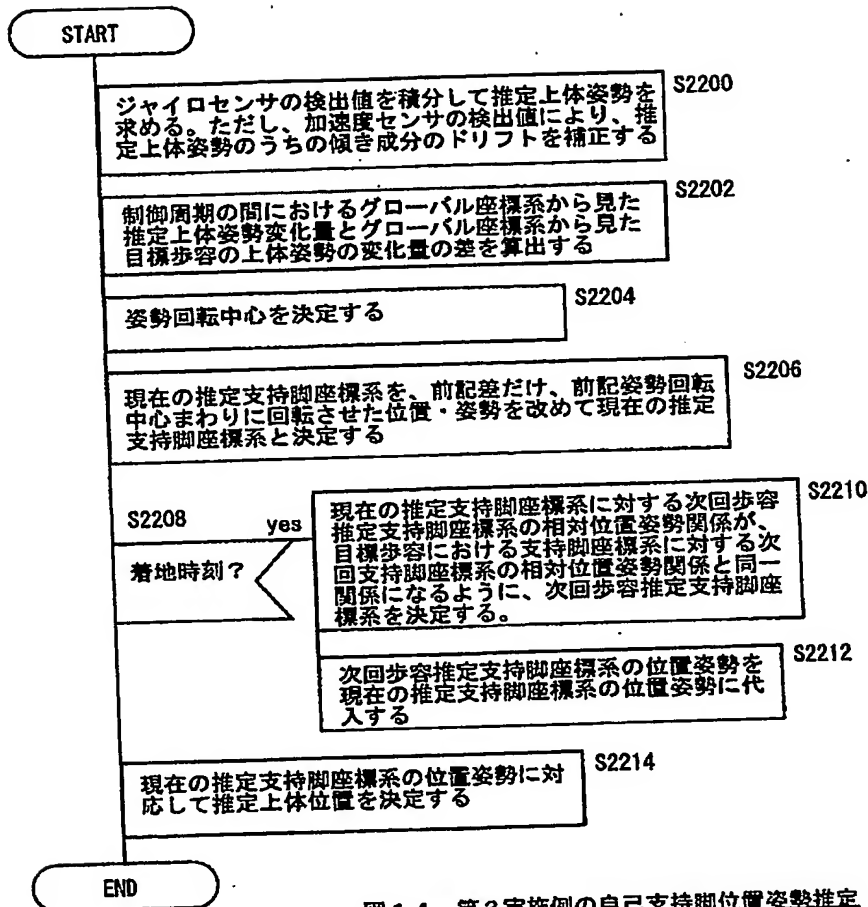 START
S2200
ジャイロセンサの検出値を積分して推定上体姿勢を
求める。ただし、加速度センサの検出値により、推
定上体姿勢のうちの傾き成分のドリフトを補正する
S2202
制御周期の間におけるグローバル座標系から見た
推定上体姿勢変化量とグローバル座標系から見た
目標歩容の上体姿勢の変化量の差を算出する
S2204
姿勢回転中心を決定する
S2206
現在の推定支持脚座標系を、前記差だけ、前記姿勢回転
中心まわりに回転させた位置・姿勢を改めて現在の推定
支持脚座標系と決定する
S2208
着地時刻?
yes
S2210
現在の推定支持脚座標系に対する次回歩容
推定支持脚座標系の相対位置姿勢関係が、
目標歩容における支持脚座標系に対する次
回支持脚座標系の相対位置姿勢関係と同一
関係になるように、次回歩容推定支持脚座
標系を決定する。
S2212
次回歩容推定支持脚座標系の位置姿勢を
現在の推定支持脚座標系の位置姿勢に代
入する
S2214
現在の推定支持脚座標系の位置姿勢に対
応して推定上体位置を決定する
END
第2実施例の自己支持脚位置姿勢推定